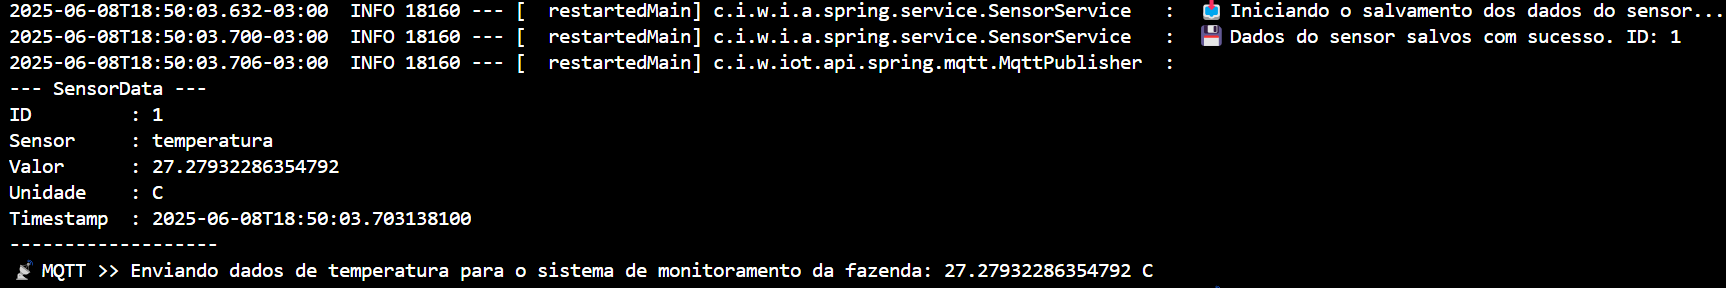 2025-06-08T18:50:03.632-03:00  INFO 18160 --- [  restartedMain] c.i.w.i.a.spring.service.SensorService   :  📥 Iniciando o salvamento dos dados do sensor...
2025-06-08T18:50:03.700-03:00  INFO 18160 --- [  restartedMain] c.i.w.i.a.spring.service.SensorService   :  💾 Dados do sensor salvos com sucesso. ID: 1
2025-06-08T18:50:03.706-03:00  INFO 18160 --- [  restartedMain] c.i.w.iot.api.spring.mqtt.MqttPublisher  :
--- SensorData ---
ID        : 1
Sensor    : temperatura
Valor     : 27.27932286354792
Unidade   : C
Timestamp : 2025-06-08T18:50:03.703138100
-------------------
📡 MQTT >> Enviando dados de temperatura para o sistema de monitoramento da fazenda: 27.27932286354792 C